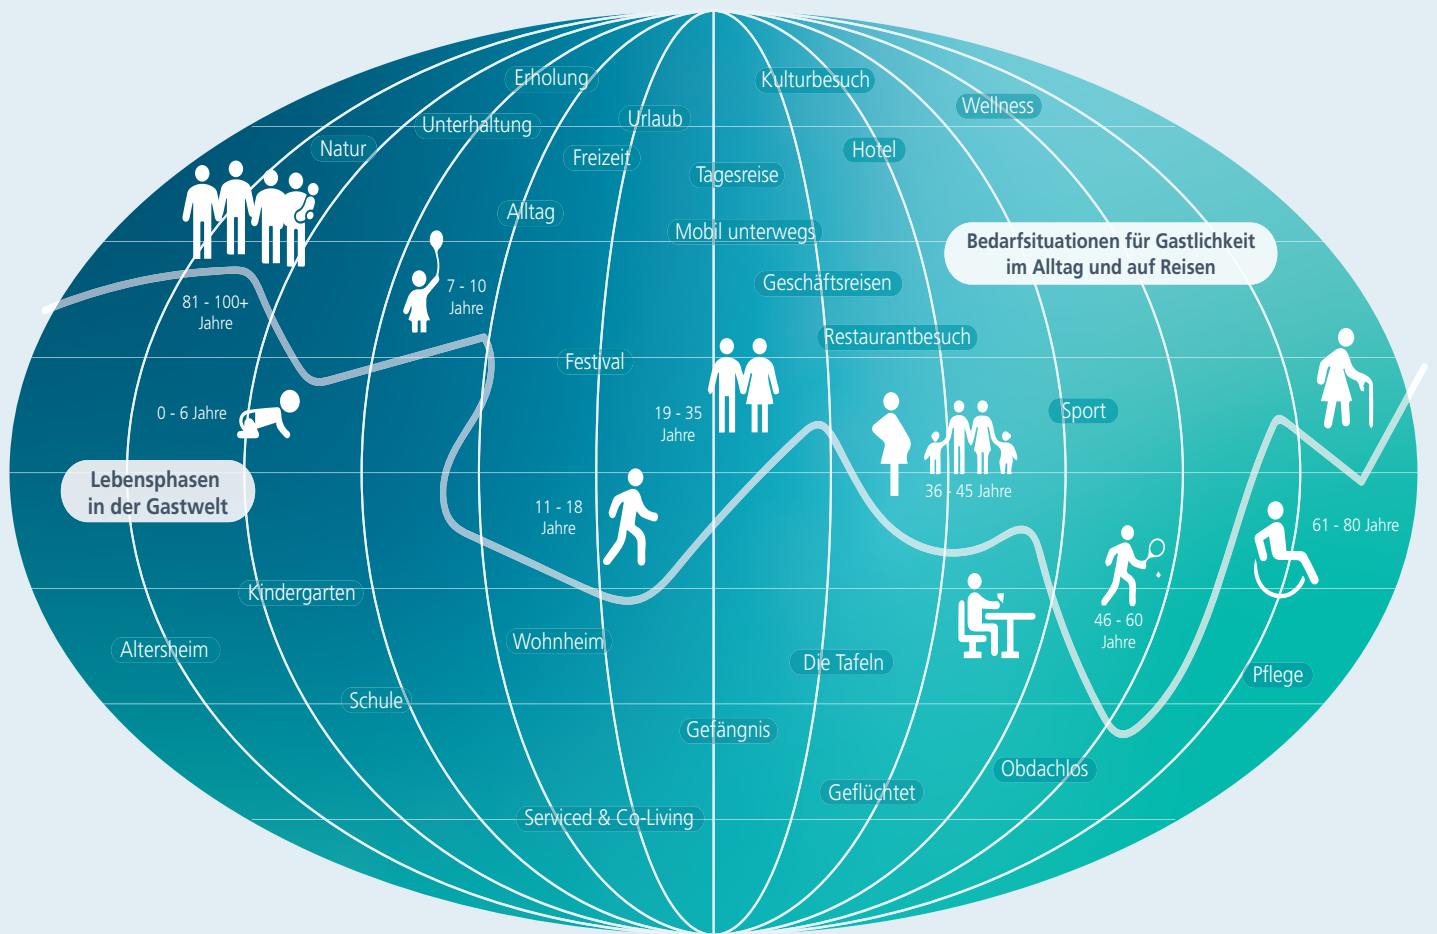 Erholung
Kulturbesuch
Wellness
Urlaub
Unterhaltung
Natur
Freizeit
Hotel
Tagesreise
Alltag
Mobil unterwegs
Bedarfsituationen für Gastlichkeit
im Alltag und auf Reisen
Geschäftsreisen
7 - 10
Jahre
81 - 100+
Jahre
Restaurantbesuch
Festival
0 - 6 Jahre
19 - 35
Jahre
Sport
Lebensphasen
in der Gastwelt
36 - 45 Jahre
11 - 18
Jahre
61 - 80 Jahre
Kindergarten
46 - 60
Jahre
Altersheim
Wohnheim
Die Tafeln
Pflege
Schule
Gefängnis
Obdachlos
Geflüchtet
Serviced & Co-Living